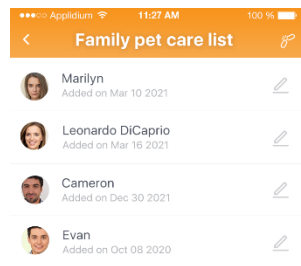 Applidium 11:27 AM 100 %
Family pet care list
Marilyn
Added on Mar 10 2021
Leonardo DiCaprio
Added on Mar 16 2021
Cameron
Added on Dec 30 2021
Evan
Added on Oct 08 2020